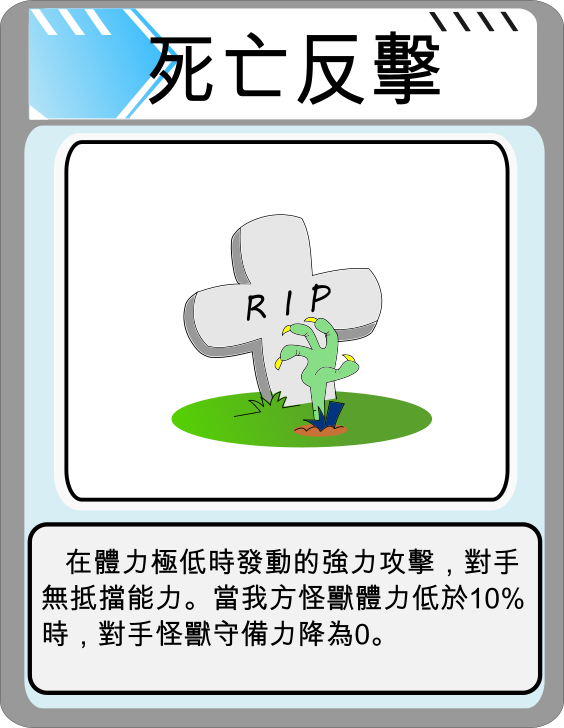 死亡反擊
RIP
在體力極低時發動的強力攻擊，對手
無抵擋能力。當我方怪獸體力低於10%
時，對手怪獸守備力降為0。